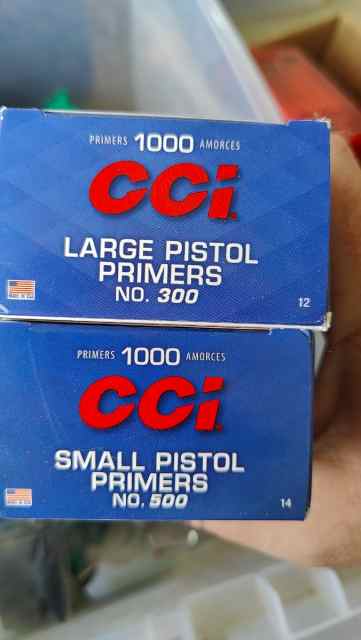 PRIMERS 1000 AMORCES
CCi
LARGE PISTOL
PRIMERS
NO. 300
12
PRIMERS 1000 AMORCES
CCi
SMALL PISTOL
PRIMERS
NO. 500
14